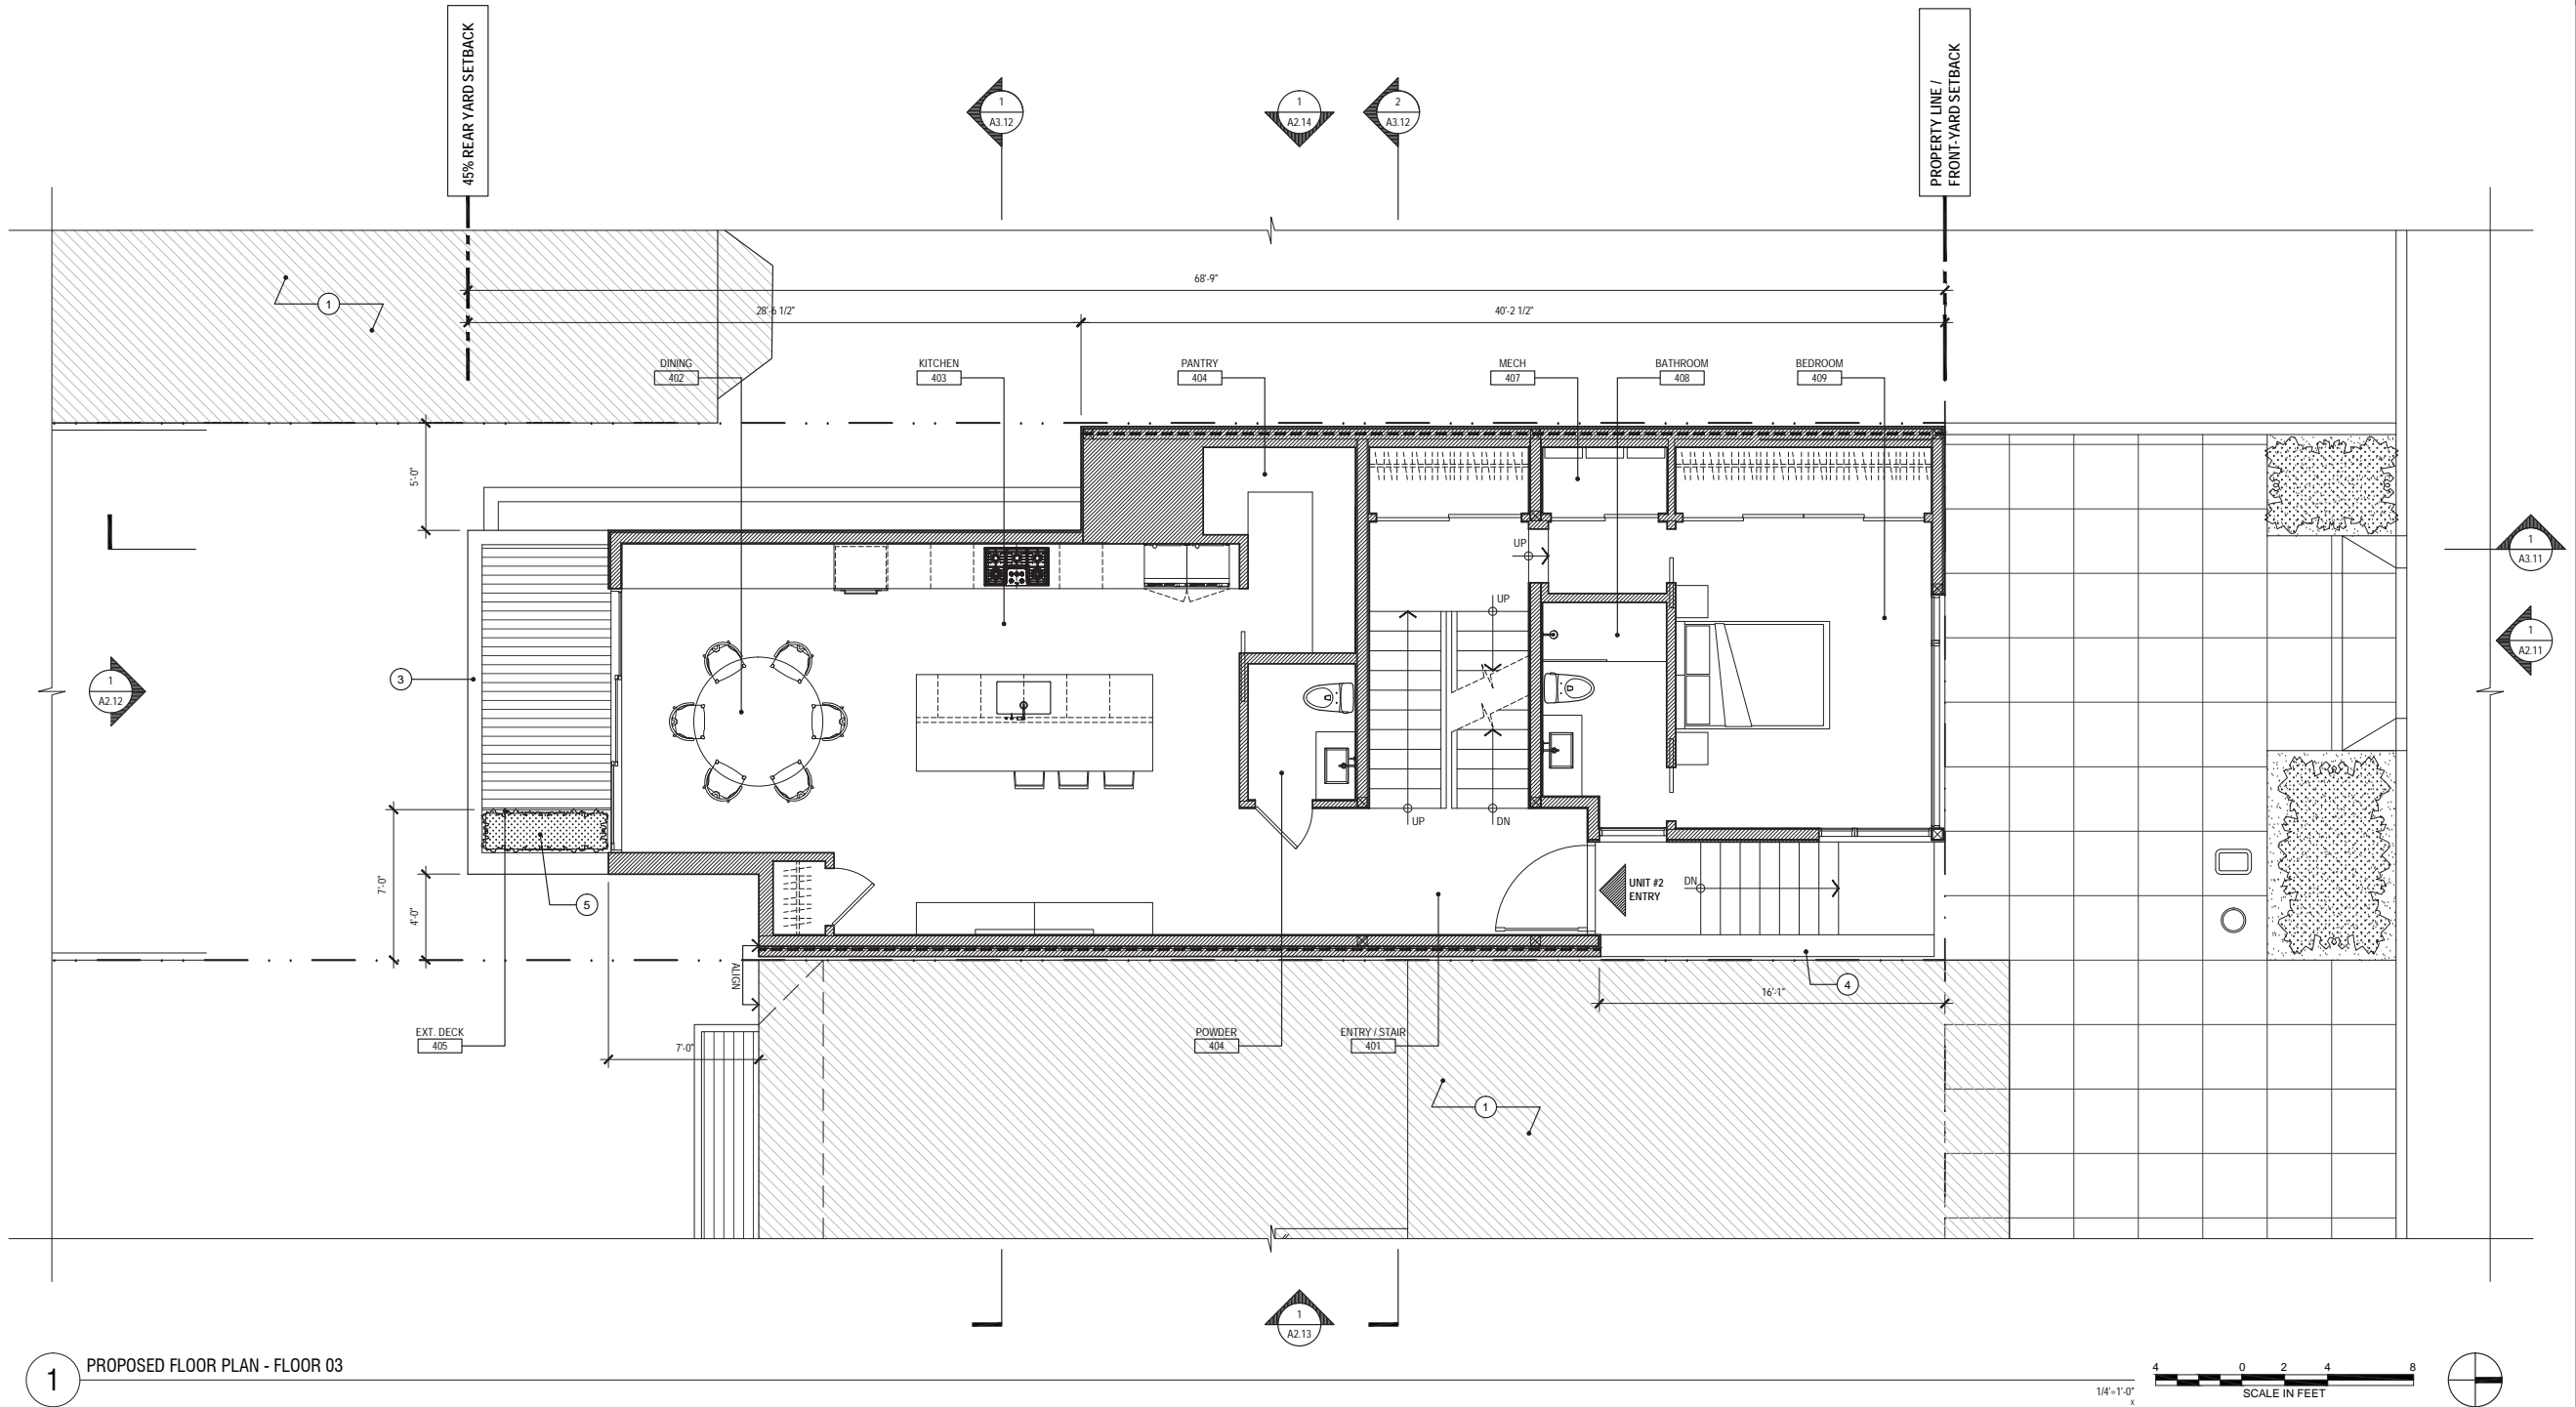 45% REAR YARD SETBACK
PROPERTY LINE /
FRONT-YARD SETBACK
1
A3.12
1
A2.14
2
A3.12
68'-9"
28'-6 1/2"
40'-2 1/2"
1
DINING
402
KITCHEN
403
PANTRY
404
MECH
407
BATHROOM
408
BEDROOM
409
5'-0"
UP
UP
1
A3.11
1
A2.11
3
1
A2.12
UP
DN
7'-0"
4'-0"
5
UNIT #2
ENTRY
DN
ALIGN
4
16'-1"
EXT. DECK
405
7'-0"
POWDER
404
ENTRY / STAIR
401
1
1
A2.13
1
PROPOSED FLOOR PLAN - FLOOR 03
1/4'=1'-0"
x
4 0 2 4 8
SCALE IN FEET